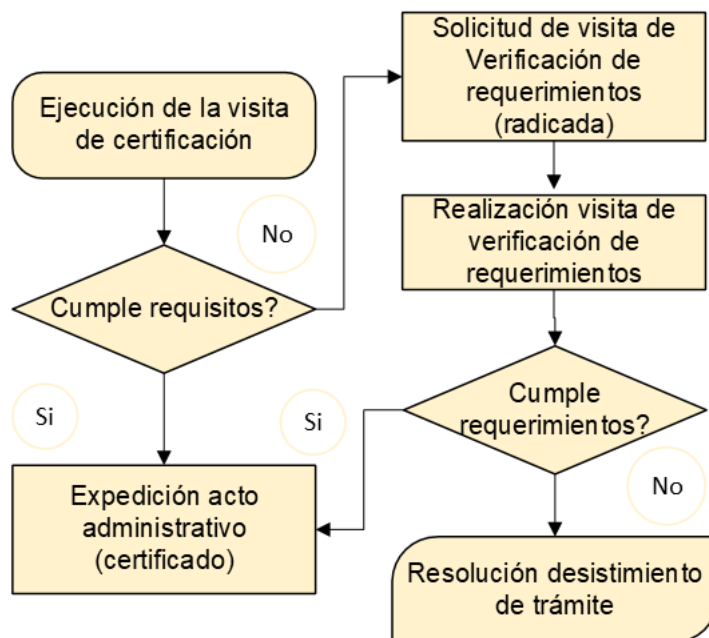 Ejecución de la visita
de certificación
No
Cumple requisitos?
Si
Expedición acto
administrativo
(certificado)
Solicitud de visita de
Verificación de
requerimientos
(radicada)
Realización visita de
verificación de
requerimientos
Cumple
requerimientos?
Si
No
Resolución desistimiento
de trámite